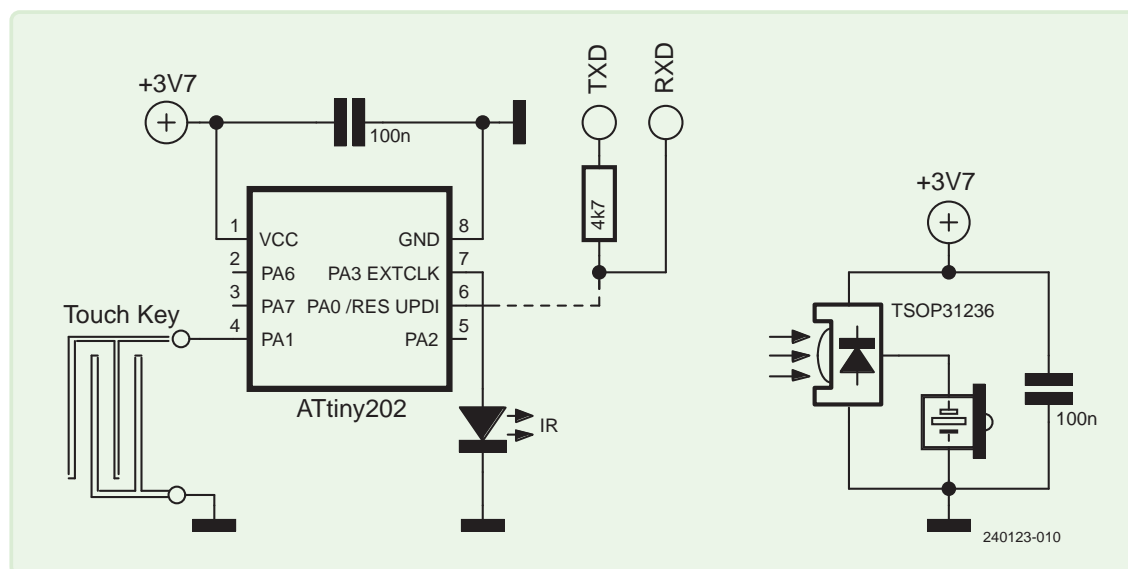 TXD
RXD
+3V7
100n
4k7
1
VCC
GND
8
2
PA6
PA3 EXTCLK
7
3
PA7
PA0 /RES UPDI
6
4
PA1
PA2
5
Touch Key
ATtiny202
IR
+3V7
TSOP31236
100n
240123-010